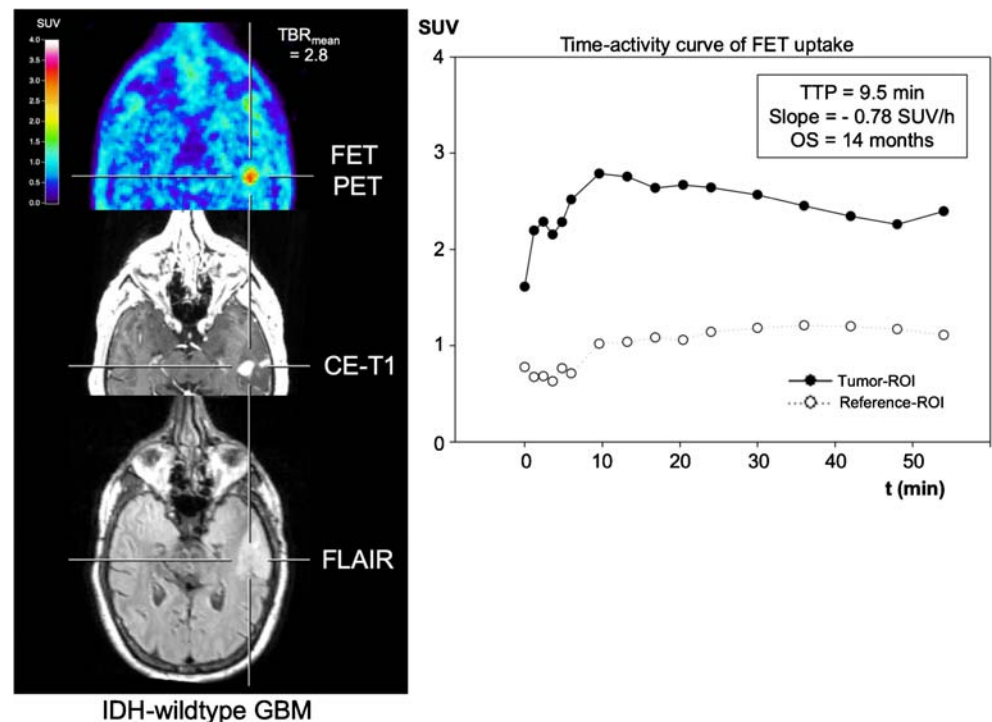 SUV
4.0
3.5
3.0
2.5
2.0
1.5
1.0
0.5
0.0
TBRmean
= 2.8
FET
PET
CE-T1
FLAIR
IDH-wildtype GBM
SUV
Time-activity curve of FET uptake
TTP = 9.5 min
Slope = - 0.78 SUV/h
OS = 14 months
4
3
2
1
0
Tumor-ROI
Reference-ROI
0 10 20 30 40 50
t (min)